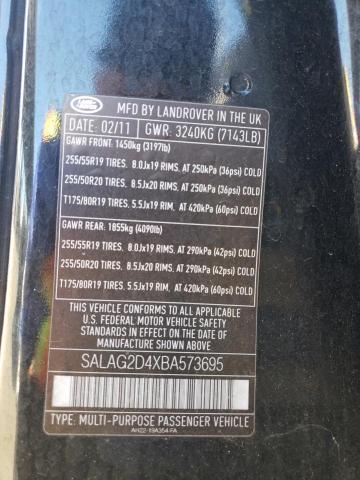 LAND ROVER
MFD BY LANDROVER IN THE UK
DATE: 02/11 GWR: 3240KG (7143LB)
GAWR FRONT: 1450kg (3197lb)
255/55R19 TIRES. 8.0Jx19 RIMS, AT 250kPa (36psi) COLD
255/50R20 TIRES. 8.5Jx20 RIMS, AT 250kPa (36psi) COLD
T175/80R19 TIRES. 5.5Jx19 RIM, AT 420kPa (60psi) COLD
GAWR REAR: 1855kg (4090lb)
255/55R19 TIRES. 8.0Jx19 RIMS, AT 290kPa (42psi) COLD
255/50R20 TIRES. 8.5Jx20 RIMS, AT 290kPa (42psi) COLD
T175/80R19 TIRES. 5.5Jx19 RIM, AT 420kPa (60psi) COLD
THIS VEHICLE CONFORMS TO ALL APPLICABLE
U.S. FEDERAL MOTOR VEHICLE SAFETY
STANDARDS IN EFFECT ON THE DATE OF
MANUFACTURE SHOWN ABOVE
SALAG2D4XBA573695
TYPE: MULTI-PURPOSE PASSENGER VEHICLE
AH22-19A354-FA